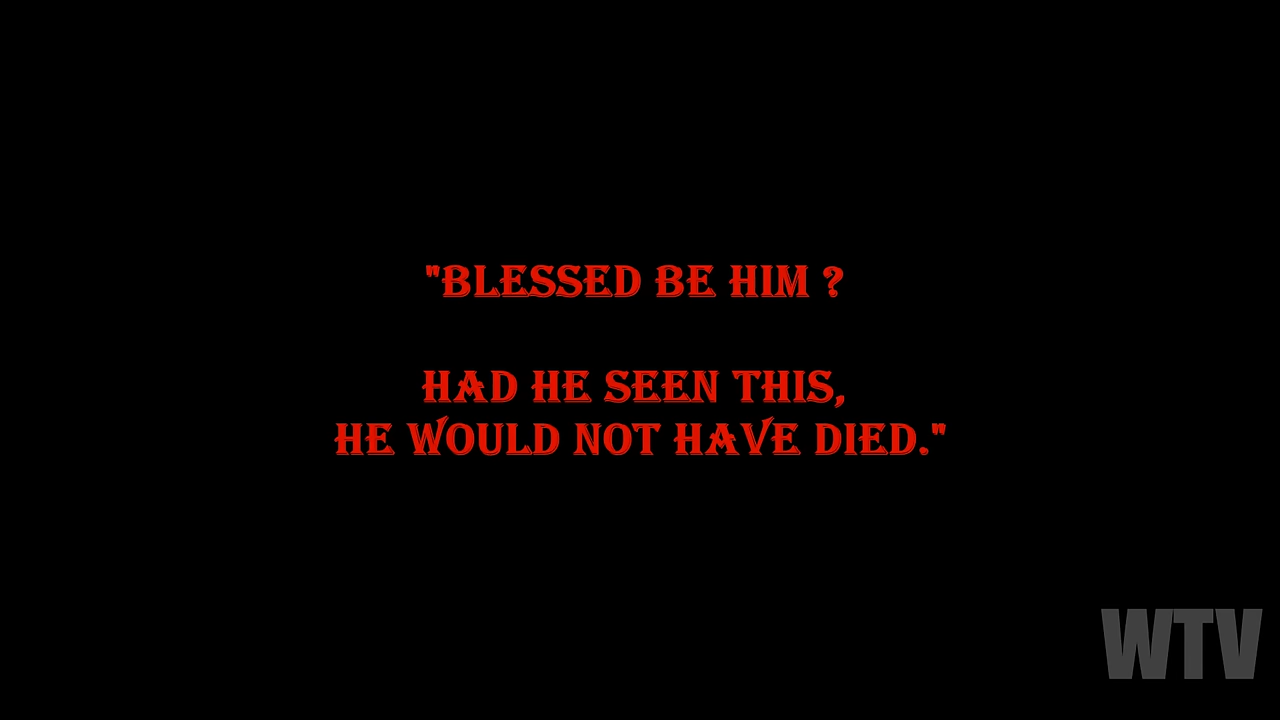 "BLESSED BE HIM ?
HAD HE SEEN THIS,
HE WOULD NOT HAVE DIED."
WTV